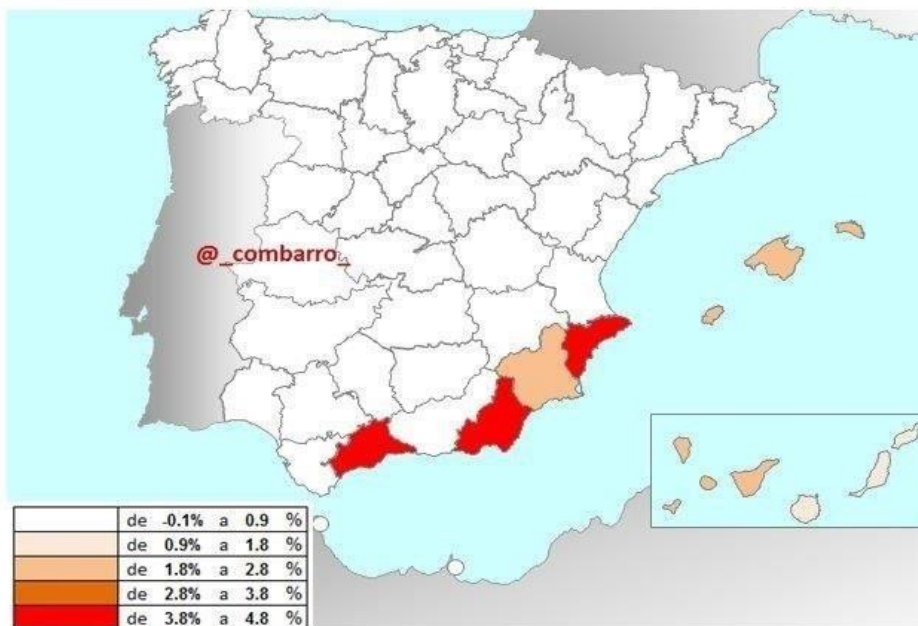 @_combarro_
de -0.1% a 0.9 %
de 0.9% a 1.8 %
de 1.8% a 2.8 %
de 2.8% a 3.8 %
de 3.8% a 4.8 %